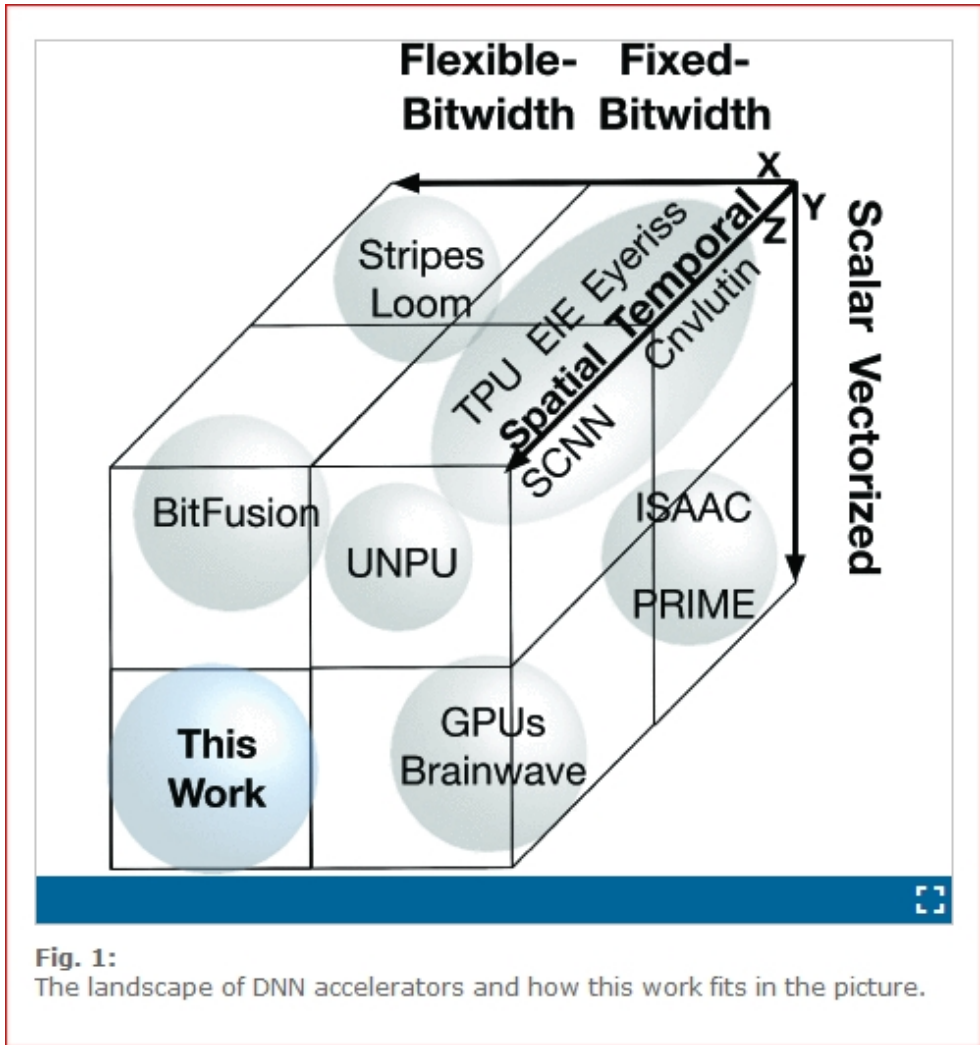 Flexible-
Bitwidth
Fixed-
Bitwidth
X
Y
Z
Scalar Vectorized
Spatial Temporal
Stripes
Loom
TPU EIE Eyeriss
SCNN Cnvlutin
BitFusion
UNPU
ISAAC
PRIME
This
Work
GPUs
Brainwave
Fig. 1:
The landscape of DNN accelerators and how this work fits in the picture.